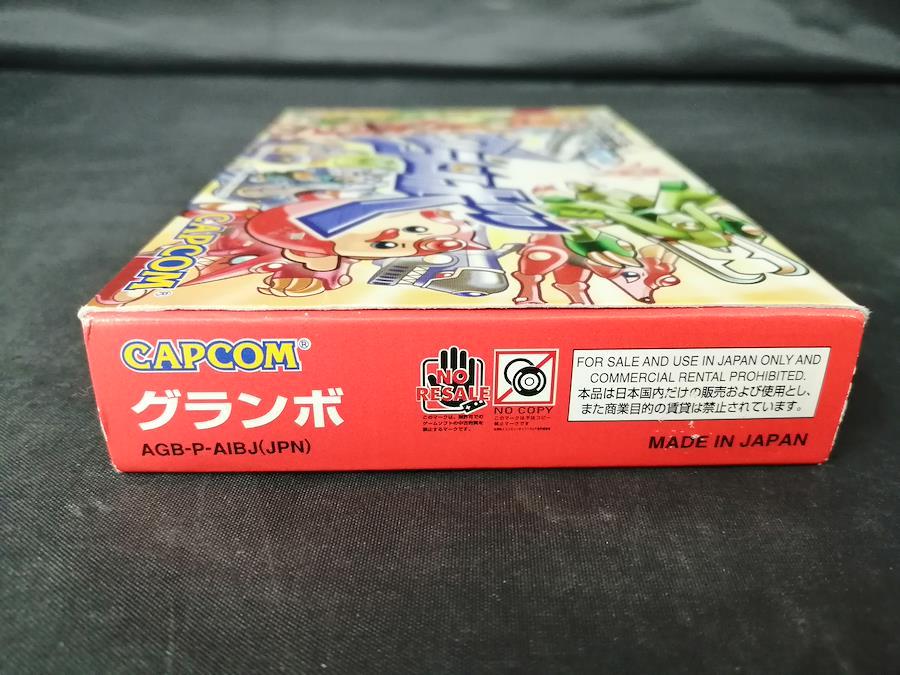 CAPCOM®
CAPCOM®
グランボ
AGB-P-AIBJ(JPN)
NO
RESALE
NO COPY
FOR SALE AND USE IN JAPAN ONLY AND
COMMERCIAL RENTAL PROHIBITED.
本品は日本国内だけの販売および使用とし、
また商業目的の賃貸は禁止されています。
MADE IN JAPAN